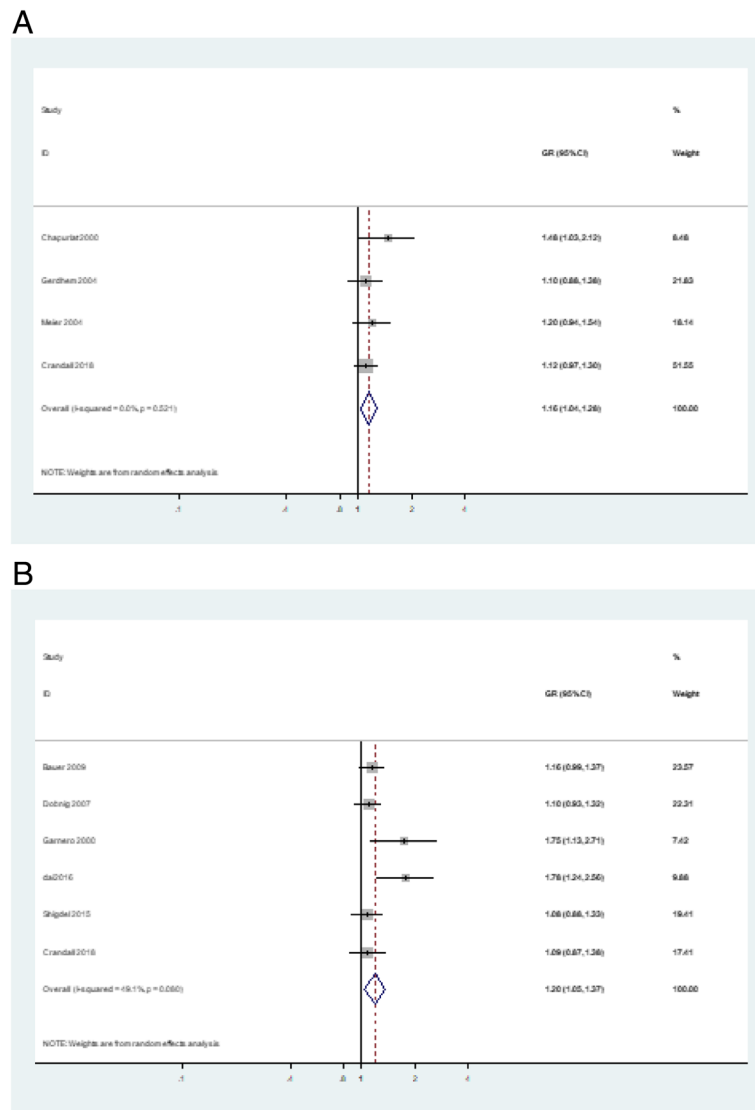 A
Study %
ID GR (95% CI) Weight
Chapurlat 2000 1.48 (1.03, 2.12) 8.48
Gerdhem 2004 1.10 (0.88, 1.38) 21.83
Meier 2004 1.20 (0.94, 1.54) 18.14
Crandall 2018 1.12 (0.97, 1.30) 51.55
Overall (I-squared = 0.0%, p = 0.521) 1.16 (1.04, 1.28) 100.00
NOTE: Weights are from random effects analysis
.1 .4 .8 1 2 4
B
Study %
ID GR (95% CI) Weight
Bauer 2009 1.16 (0.99, 1.37) 23.57
Dobnig 2007 1.10 (0.93, 1.32) 22.31
Garnero 2000 1.75 (1.13, 2.71) 7.42
dai2016 1.78 (1.24, 2.56) 9.88
Shigdel 2015 1.08 (0.88, 1.33) 19.41
Crandall 2018 1.09 (0.87, 1.38) 17.41
Overall (I-squared = 49.1%, p = 0.080) 1.20 (1.05, 1.37) 100.00
NOTE: Weights are from random effects analysis
.1 .4 .8 1 2 4